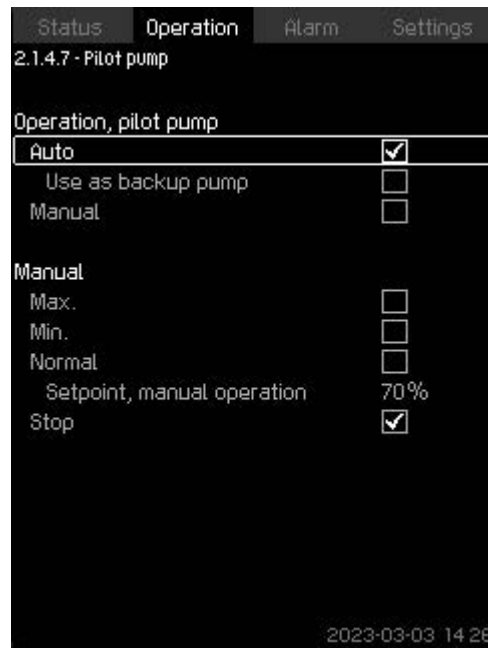 Status Operation Alarm Settings
2.1.4.7 - Pilot pump
Operation, pilot pump
Auto
Use as backup pump
Manual
Manual
Max.
Min.
Normal
Setpoint, manual operation 70%
Stop
2023-03-03 14:26